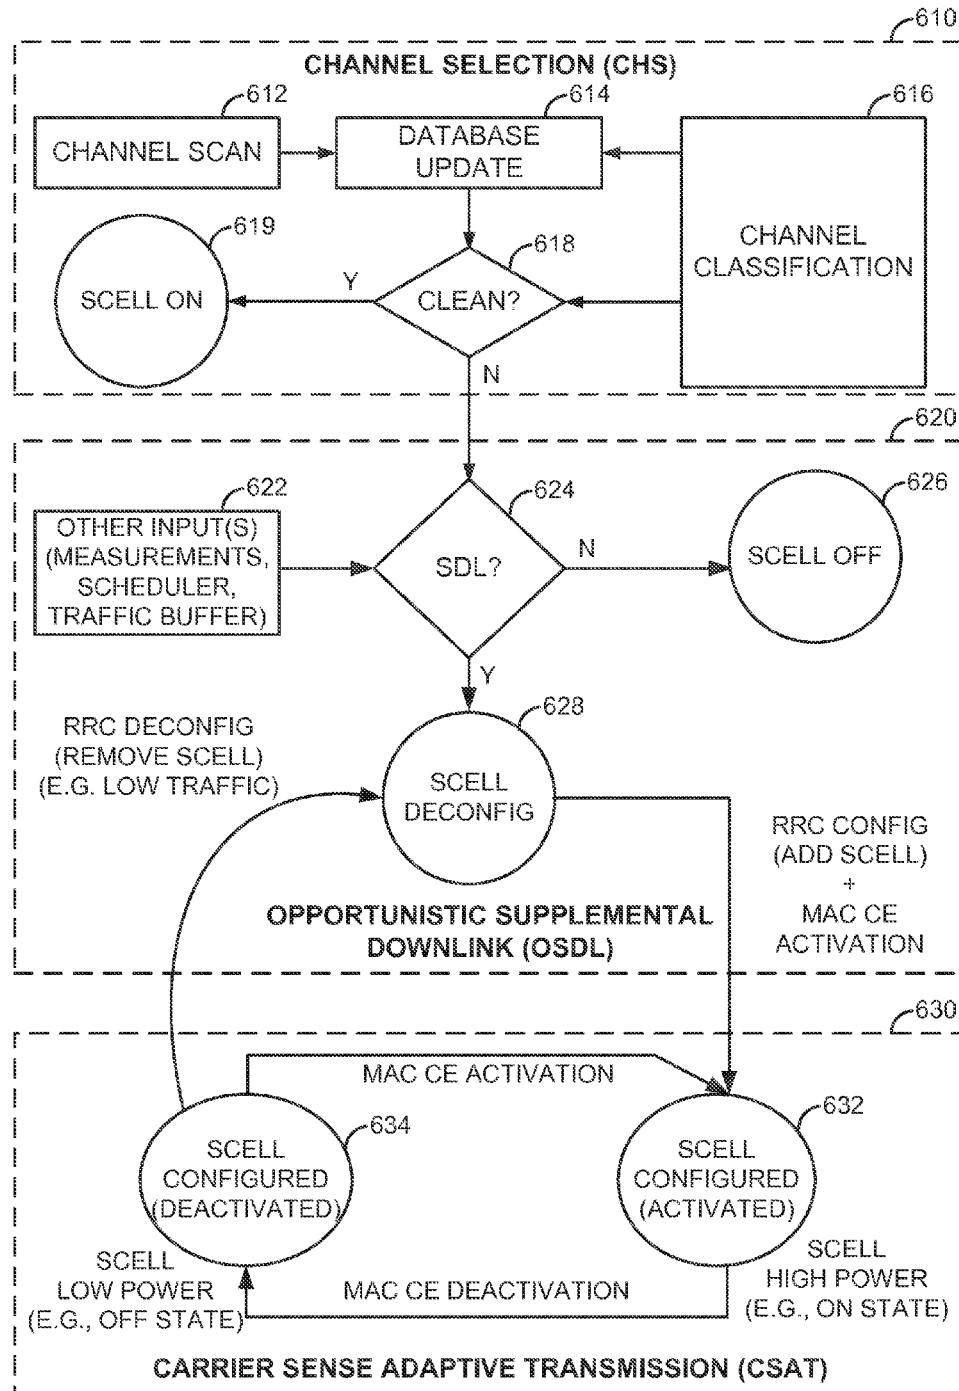 610
CHANNEL SELECTION (CHS)
612
614
616
CHANNEL SCAN
DATABASE
UPDATE
CHANNEL
CLASSIFICATION
619
618
SCELL ON
Y
CLEAN?
N
620
622
624
626
OTHER INPUT(S)
(MEASUREMENTS,
SCHEDULER,
TRAFFIC BUFFER)
SDL?
N
SCELL OFF
Y
628
RRC DECONFIG
(REMOVE SCELL)
(E.G. LOW TRAFFIC)
SCELL
DECONFIG
RRC CONFIG
(ADD SCELL)
+
MAC CE
ACTIVATION
OPPORTUNISTIC SUPPLEMENTAL
DOWNLINK (OSDL)
630
MAC CE ACTIVATION
634
632
SCELL
CONFIGURED
(DEACTIVATED)
SCELL
CONFIGURED
(ACTIVATED)
SCELL
LOW POWER
(E.G., OFF STATE)
MAC CE DEACTIVATION
SCELL
HIGH POWER
(E.G., ON STATE)
CARRIER SENSE ADAPTIVE TRANSMISSION (CSAT)